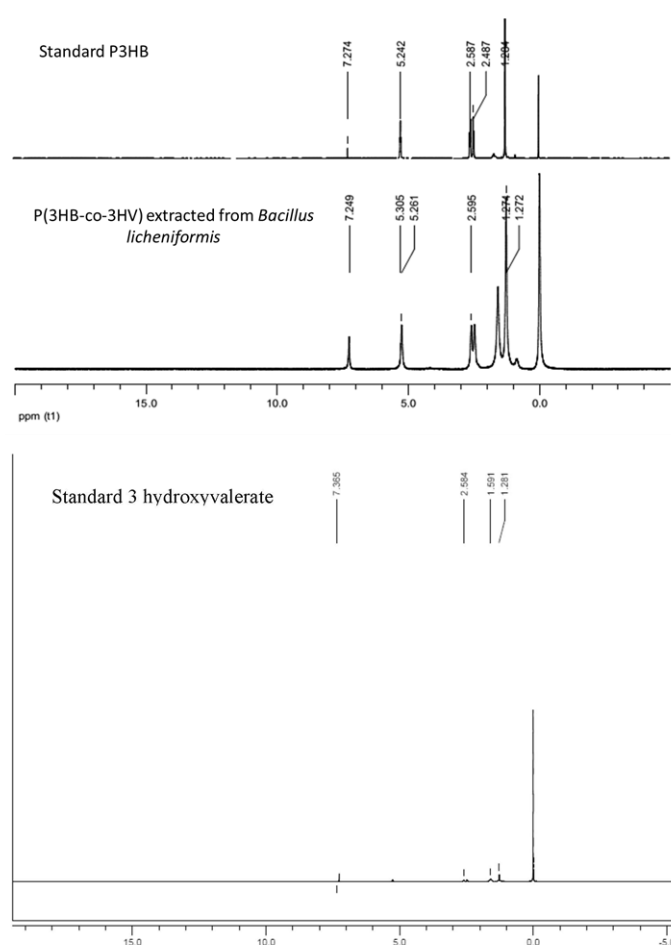 Standard P3HB
7.274
5.242
2.587
2.487
1.284
P(3HB-co-3HV) extracted from Bacillus
licheniformis
7.249
5.305
5.261
2.595
1.274
1.272
15.0 10.0 5.0 0.0
ppm (t1)
Standard 3 hydroxyvalerate
7.365
2.584
1.591
1.281
15.0 10.0 5.0 0.0 -5.0